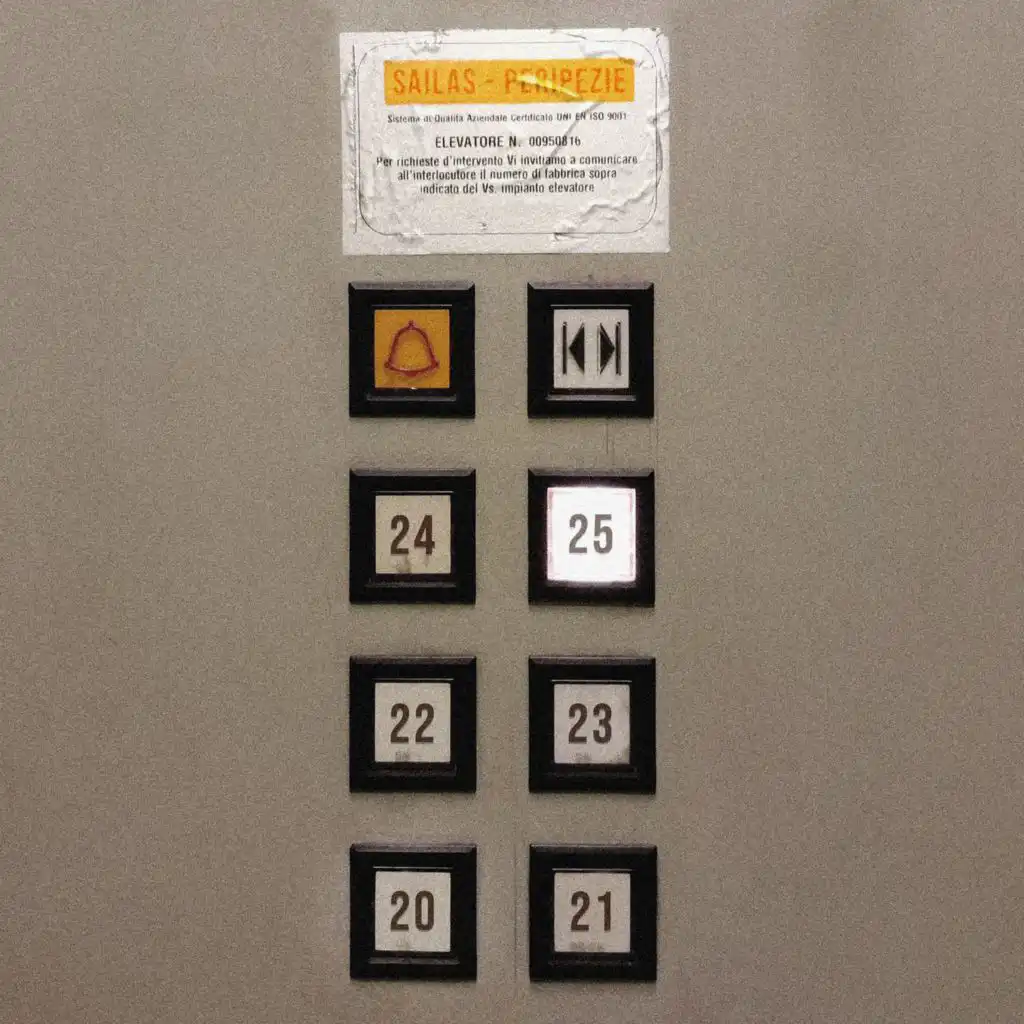 SAILAS - PERIPEZIE
Sistema di Qualità Aziendale Certificato UNI EN ISO 9001
ELEVATORE N. 00950816
Per richieste d'intervento Vi invitiamo a comunicare
all'interlocutore il numero di fabbrica sopra
indicato del Vs. impianto elevatore
24 25
22 23
20 21